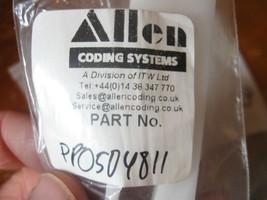 Allen
CODING SYSTEMS
A Division of ITW Ltd
Tel:+44(0)14 38 347 770
Sales@allencoding.co.uk
Service@allencoding.co.uk
PART No.
PP0504811